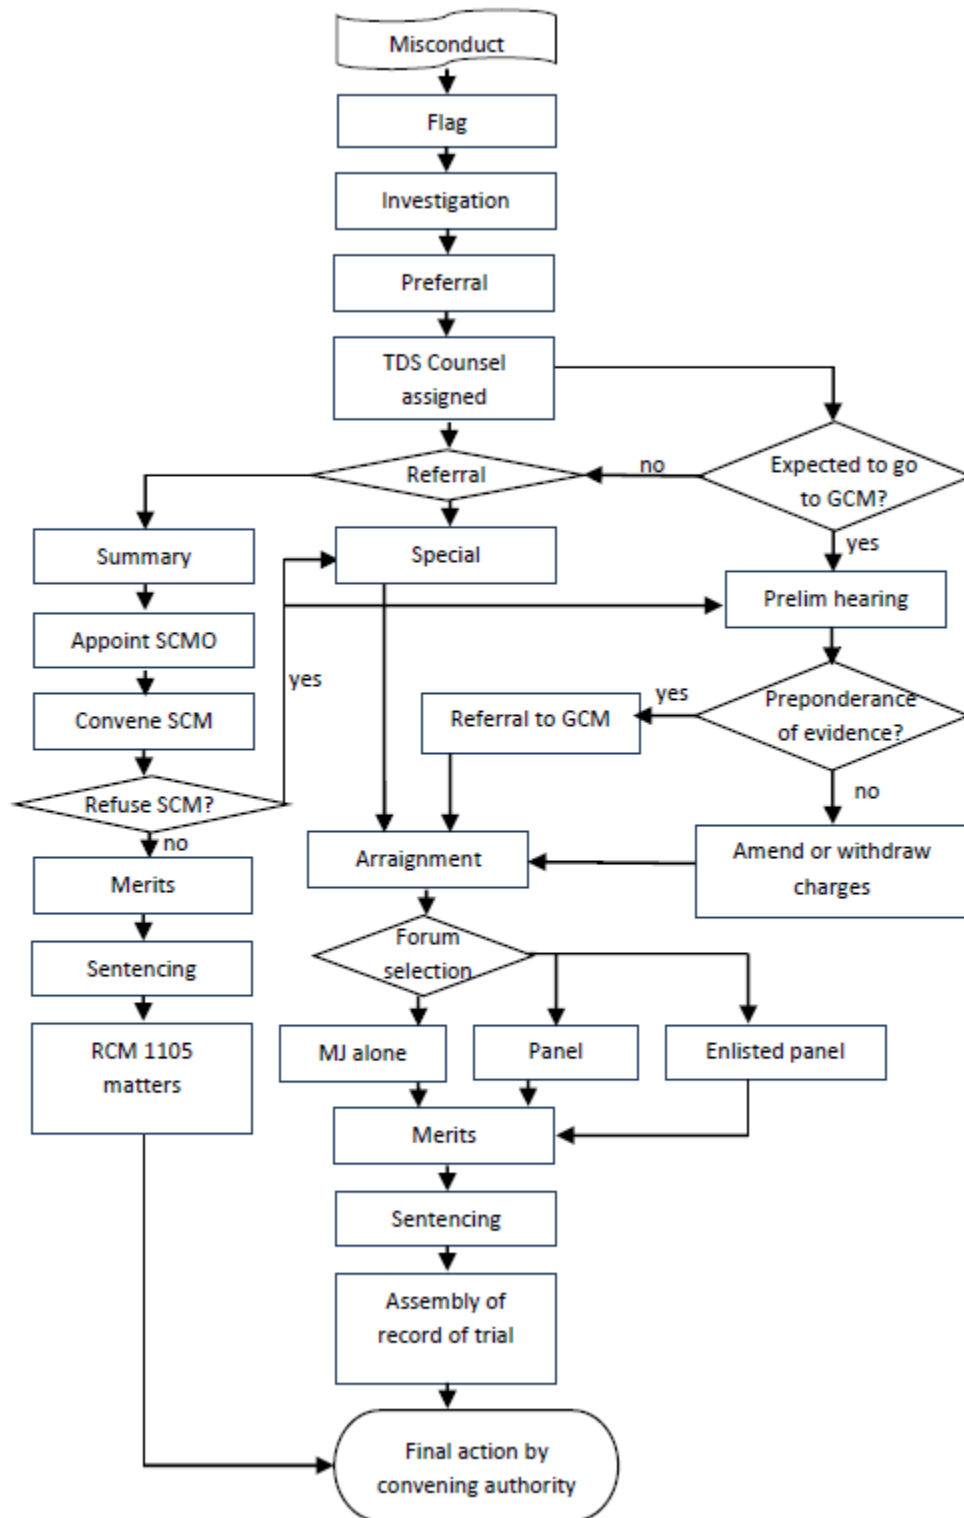 Misconduct
Flag
Investigation
Preferral
TDS Counsel
assigned
Referral
no
Expected to go
to GCM?
yes
Summary
Special
Prelim hearing
Appoint SCMO
yes
Convene SCM
Referral to GCM
yes
Preponderance
of evidence?
no
Refuse SCM?
no
Arraignment
Amend or withdraw
charges
Merits
Forum
selection
Sentencing
RCM 1105
matters
MJ alone
Panel
Enlisted panel
Merits
Sentencing
Assembly of
record of trial
Final action by
convening authority